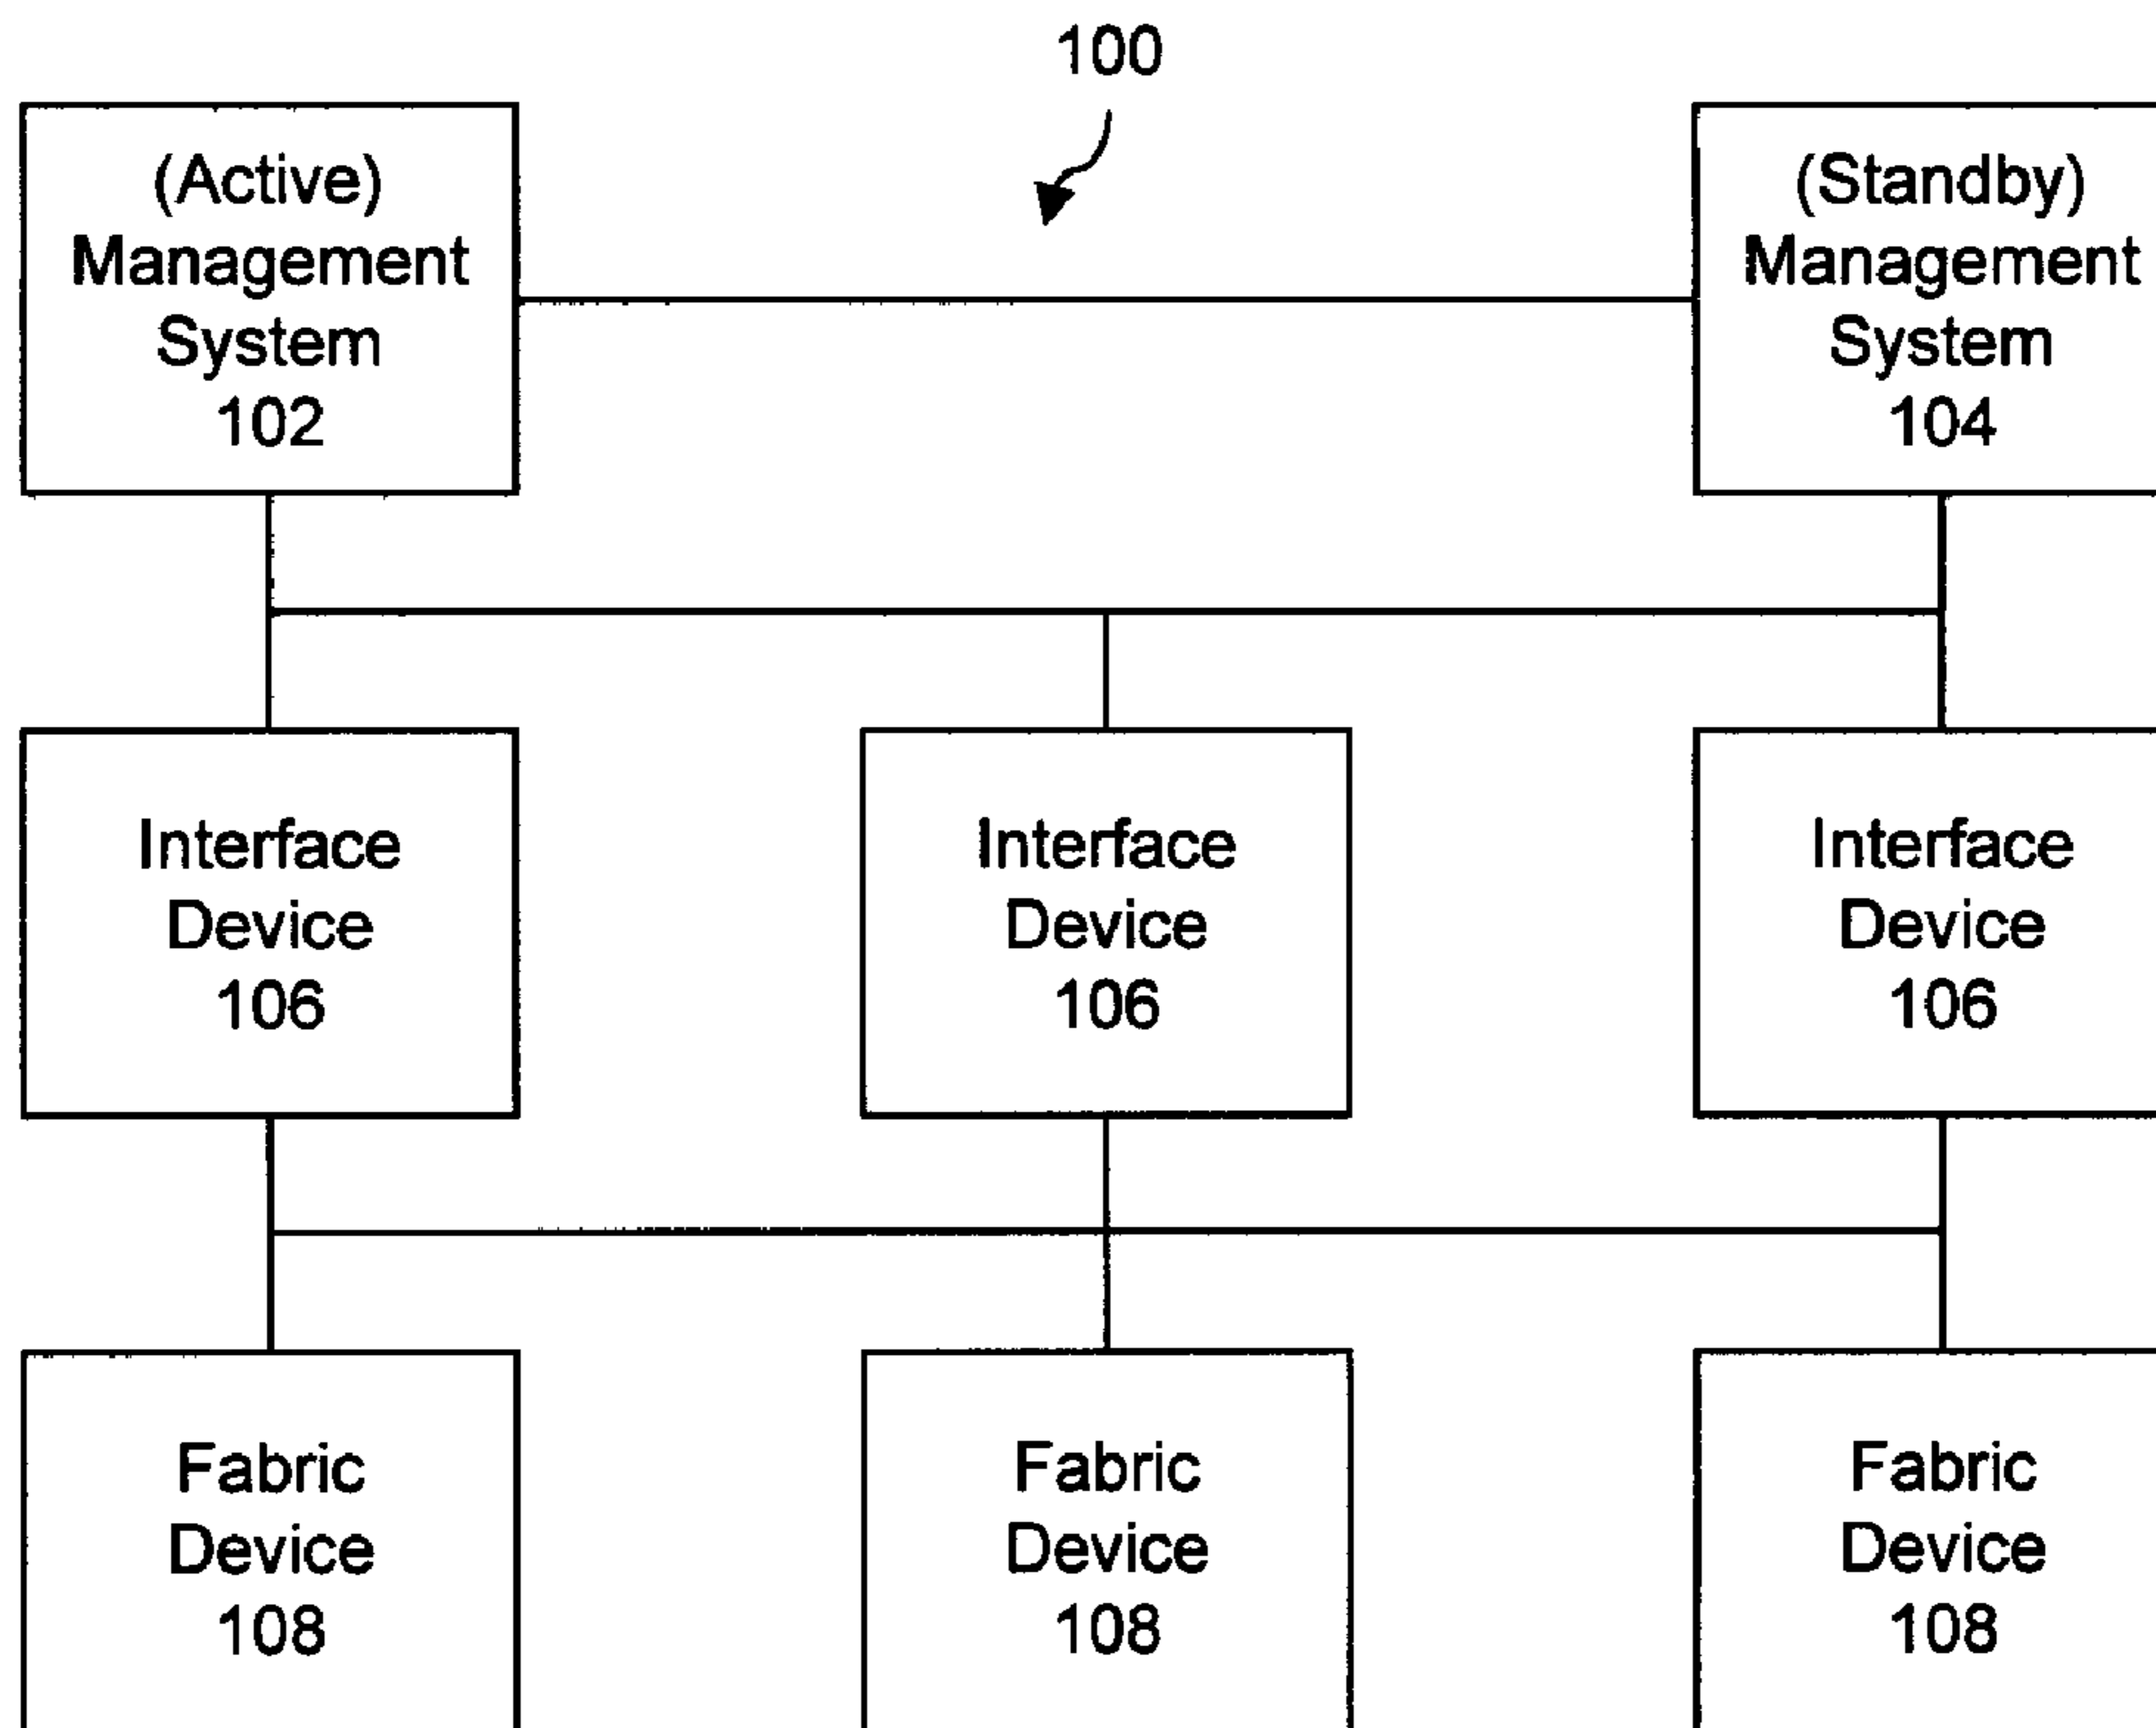 100
(Active)
Management
System
102
(Standby)
Management
System
104
Interface
Device
106
Interface
Device
106
Interface
Device
106
Fabric
Device
108
Fabric
Device
108
Fabric
Device
108